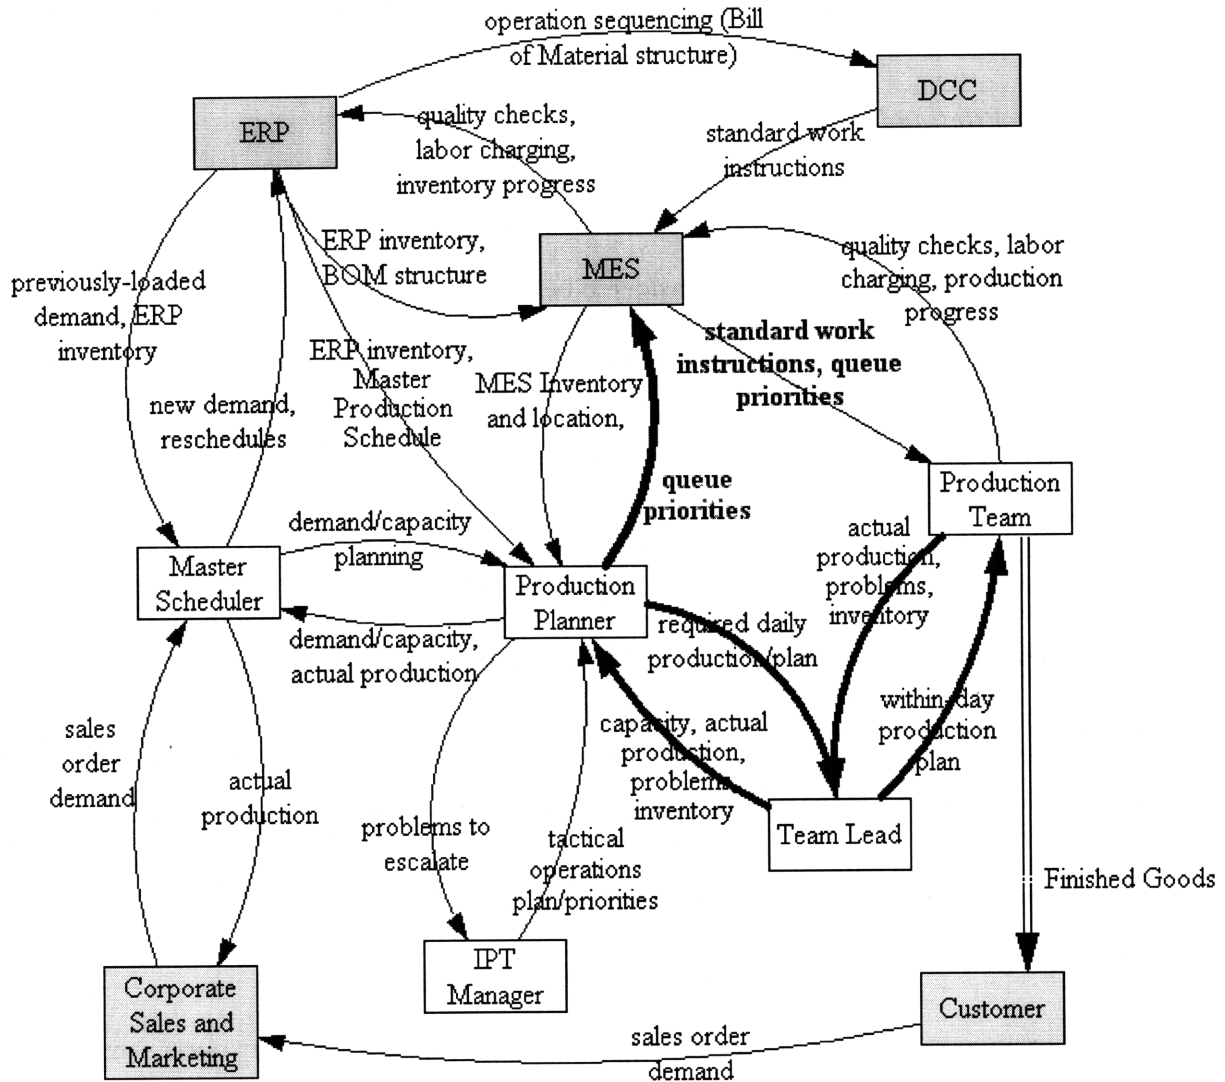 operation sequencing (Bill
of Material structure)
DCC
ERP
quality checks,
labor charging,
inventory progress
standard work
instructions
ERP inventory,
BOM structure
MES
quality checks, labor
charging, production
progress
previously-loaded
demand, ERP
inventory
standard work
instructions, queue
priorities
ERP inventory,
Master
Production
Schedule
MES Inventory
and location,
new demand,
reschedules
queue
priorities
Production
Team
demand/capacity
planning
actual
production,
problems,
inventory
Master
Scheduler
Production
Planner
required daily
production/plan
demand/capacity,
actual production
within-day
production
plan
capacity, actual
production,
problems
inventory
sales
order
demand
actual
production
problems to
escalate
tactical
operations
plan/priorities
Team Lead
Finished Goods
IPT
Manager
Corporate
Sales and
Marketing
Customer
sales order
demand